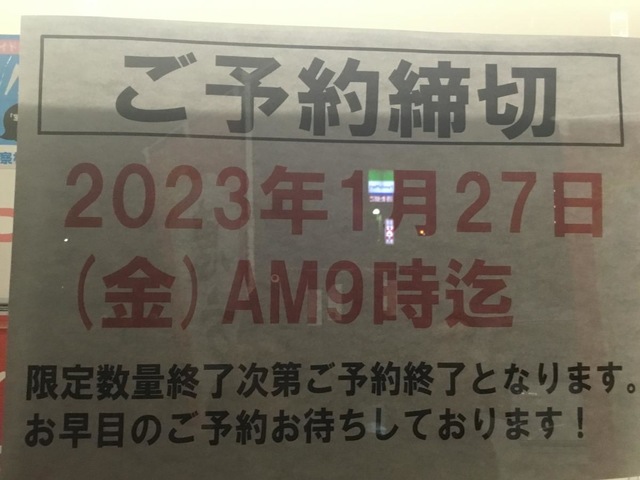 ご予約締切
2023年1月27日
(金)AM9時迄
限定数量終了次第ご予約終了となります。
お早目のご予約お待ちしております!